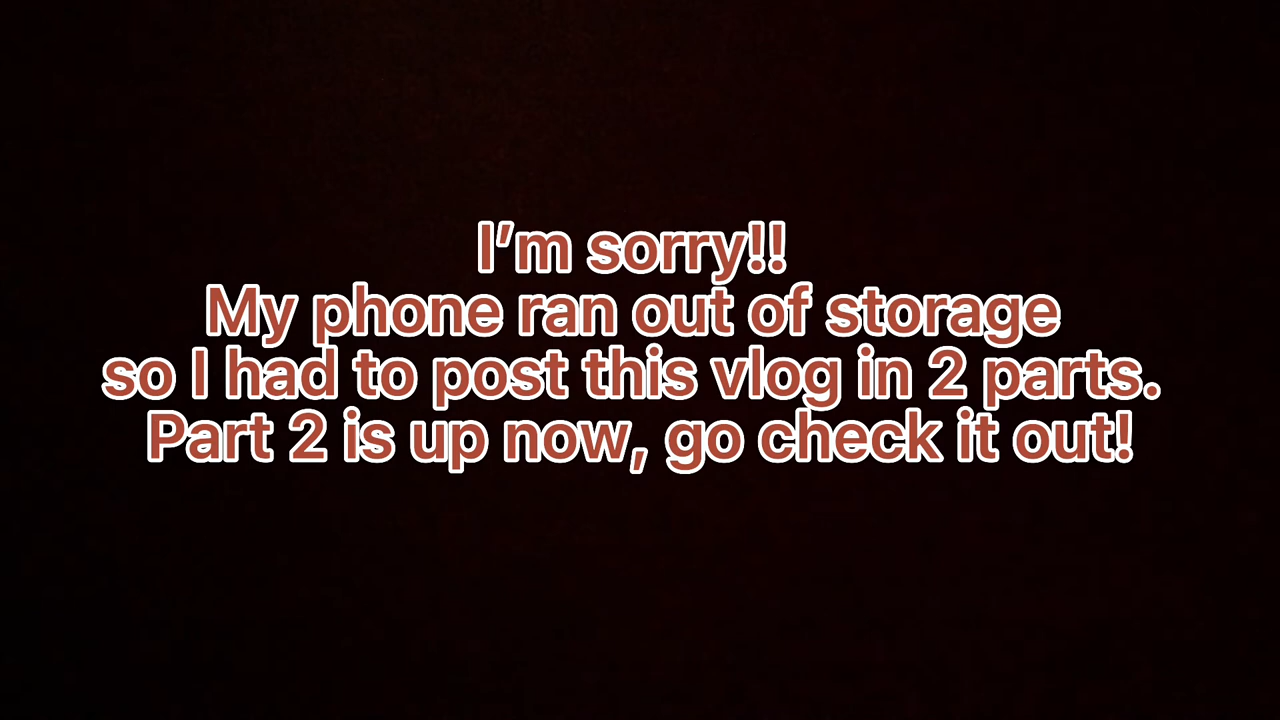 I’m sorry!!
My phone ran out of storage
so I had to post this vlog in 2 parts.
Part 2 is up now, go check it out!